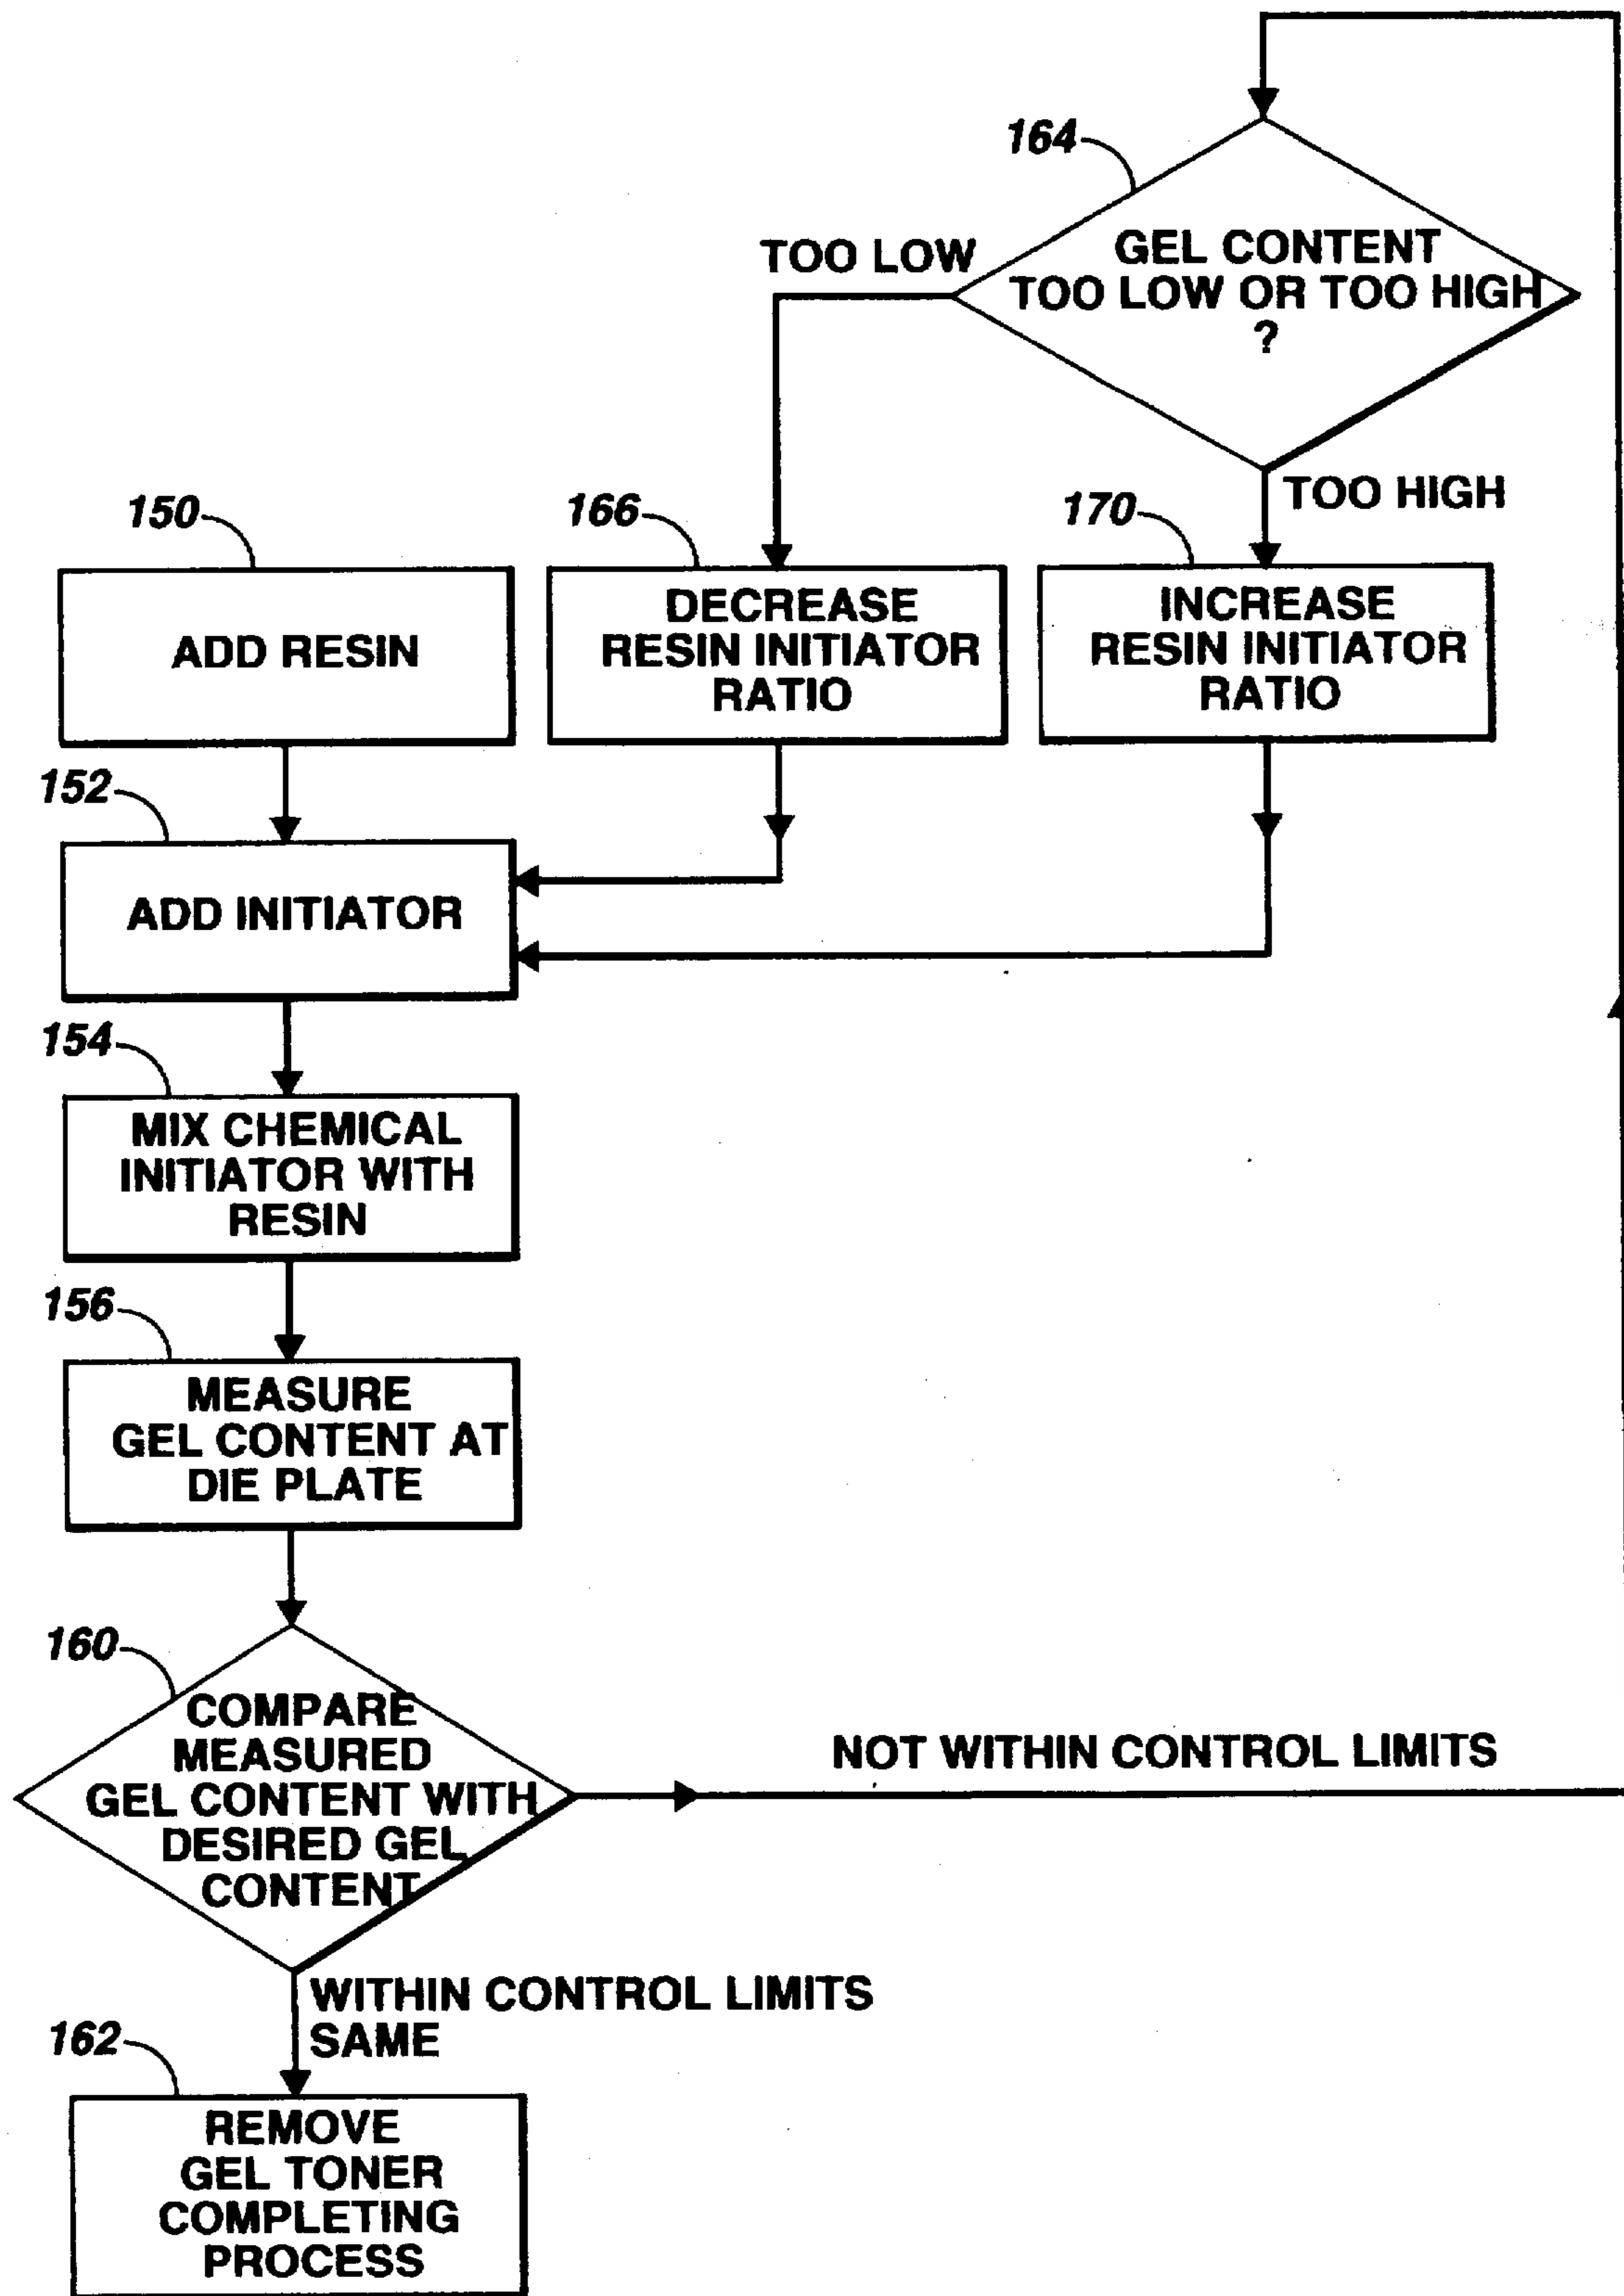 164
TOO LOW
GEL CONTENT
TOO LOW OR TOO HIGH
?
TOO HIGH
150
ADD RESIN
166
DECREASE
RESIN INITIATOR
RATIO
170
INCREASE
RESIN INITIATOR
RATIO
152
ADD INITIATOR
154
MIX CHEMICAL
INITIATOR WITH
RESIN
156
MEASURE
GEL CONTENT AT
DIE PLATE
160
COMPARE
MEASURED
GEL CONTENT WITH
DESIRED GEL
CONTENT
NOT WITHIN CONTROL LIMITS
WITHIN CONTROL LIMITS
SAME
162
REMOVE
GEL TONER
COMPLETING
PROCESS